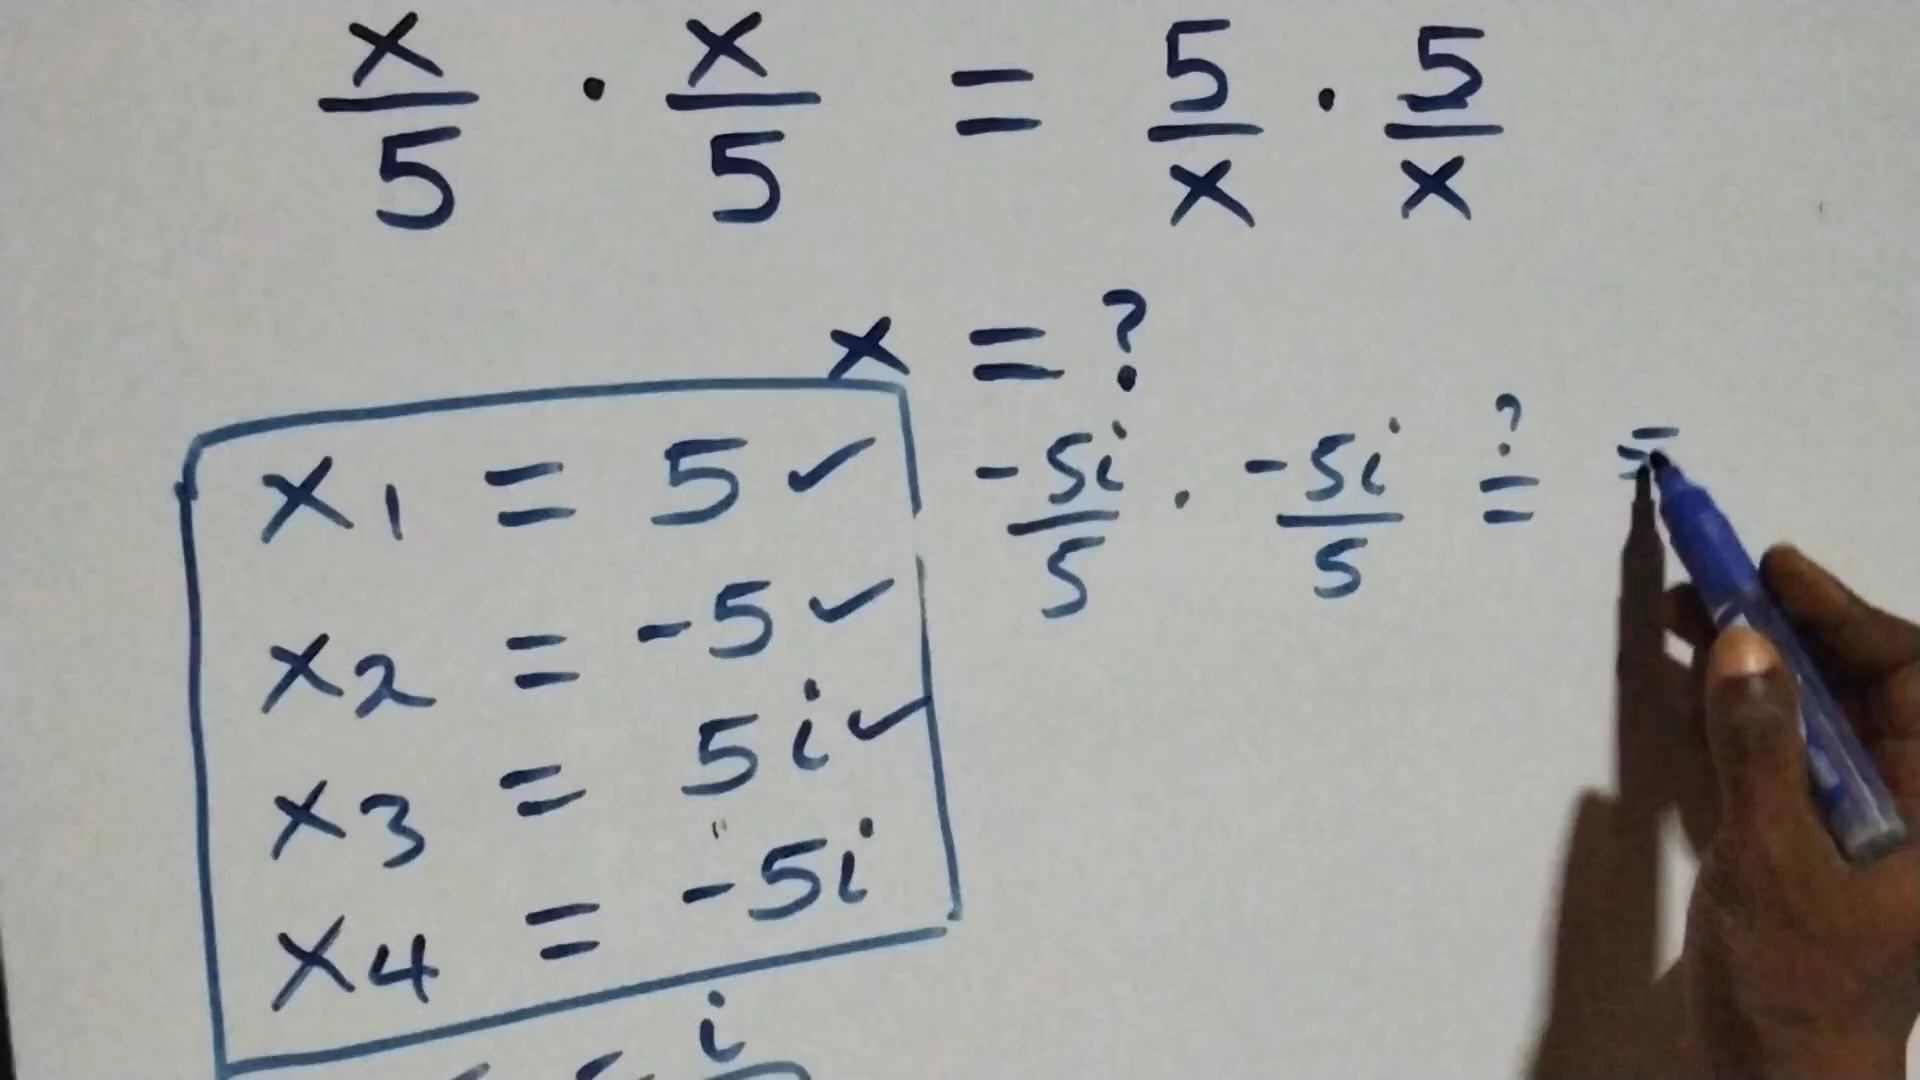 x/5 · x/5 = 5/x · 5/x
x = ?
x1 = 5 ✓
x2 = -5 ✓
x3 = 5i ✓
x4 = -5i
-5i/5 · -5i/5 ?=
i